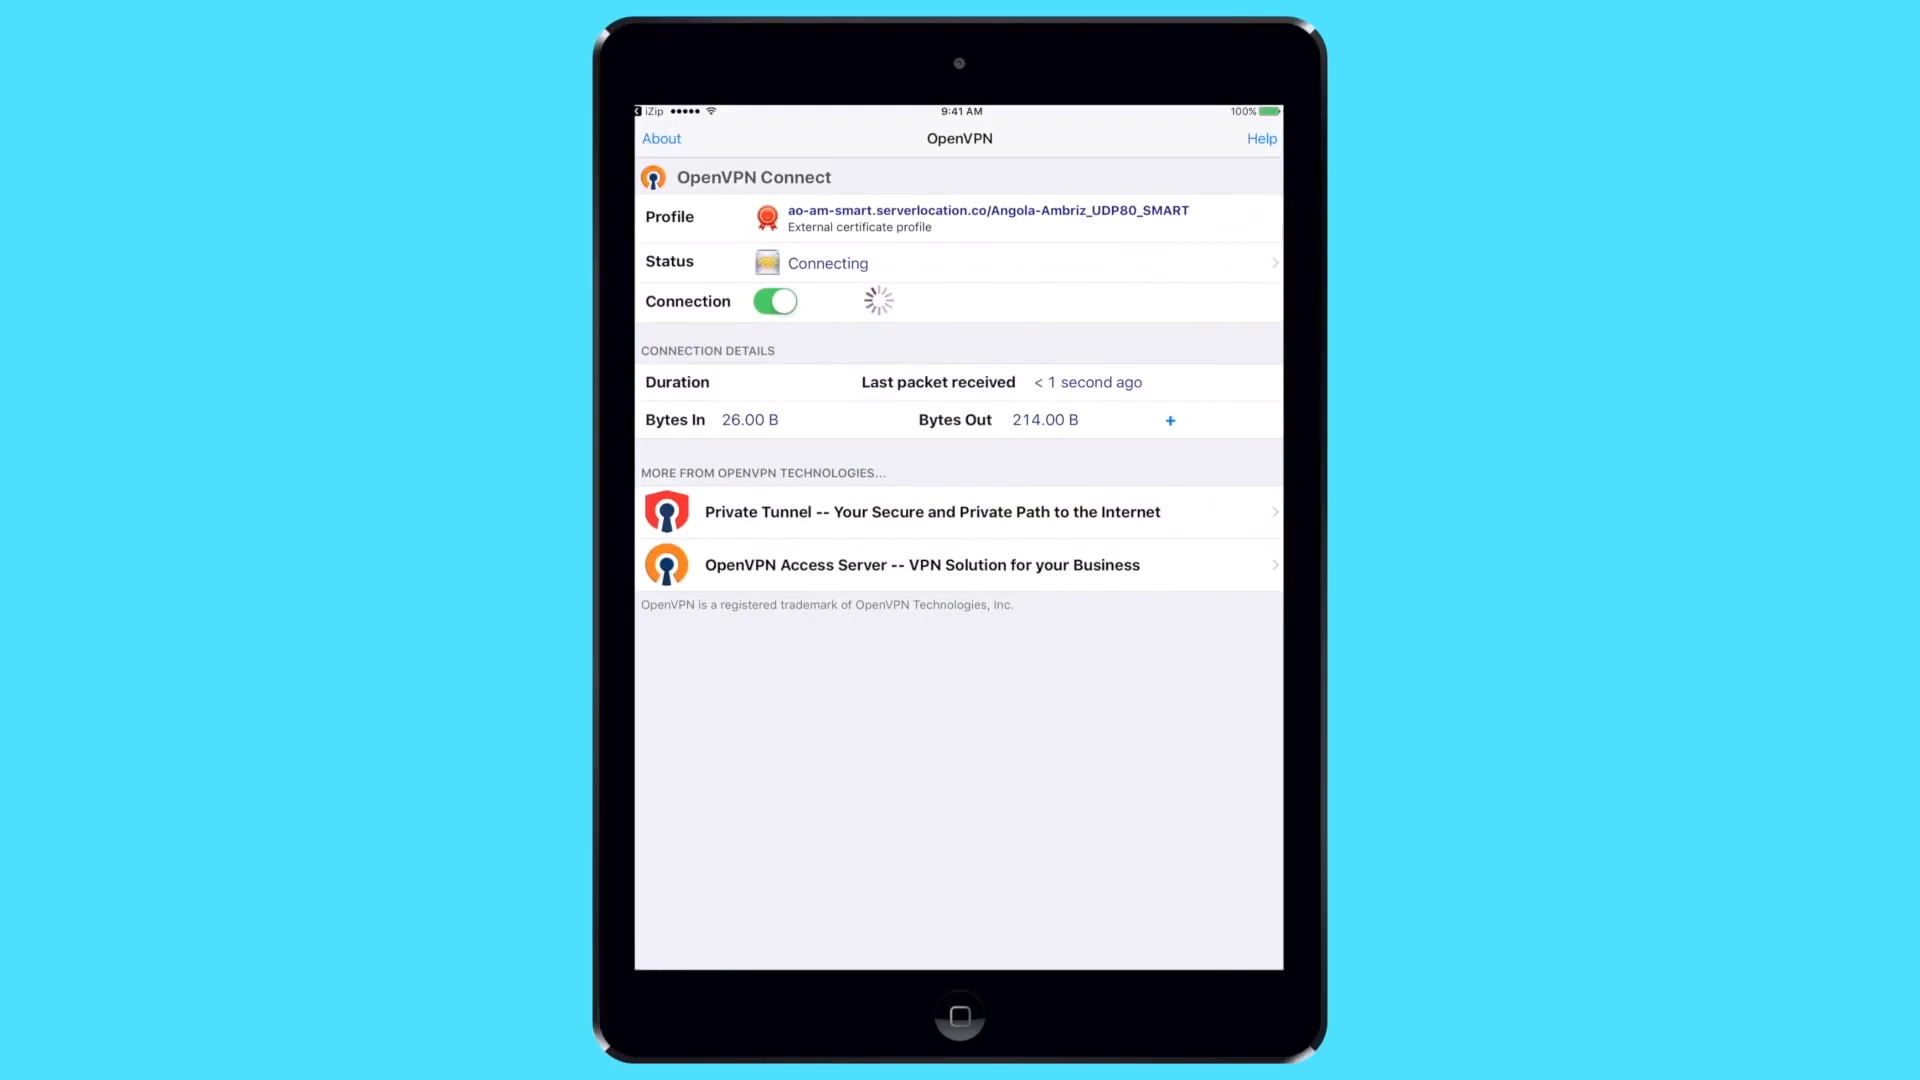 iZip 9:41 AM 100%
About OpenVPN Help
OpenVPN Connect
Profile ao-am-smart.serverlocation.co/Angola-Ambriz_UDP80_SMART
External certificate profile
Status Connecting
Connection
CONNECTION DETAILS
Duration Last packet received < 1 second ago
Bytes In 26.00 B Bytes Out 214.00 B +
MORE FROM OPENVPN TECHNOLOGIES...
Private Tunnel -- Your Secure and Private Path to the Internet
OpenVPN Access Server -- VPN Solution for your Business
OpenVPN is a registered trademark of OpenVPN Technologies, Inc.